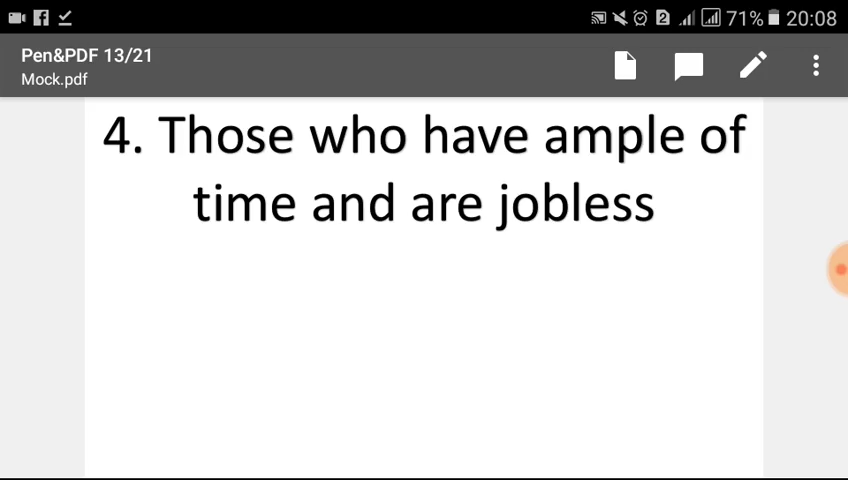 71% 20:08
Pen&PDF 13/21
Mock.pdf
4. Those who have ample of
time and are jobless